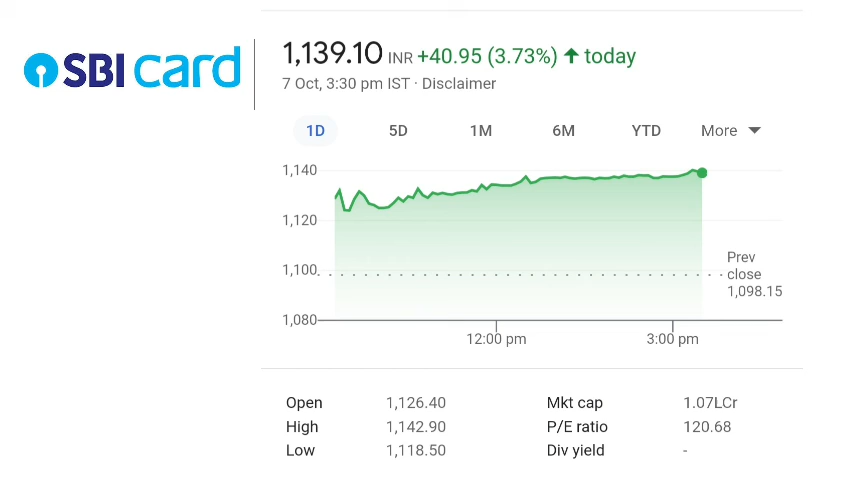 SBI card
1,139.10 INR +40.95 (3.73%) ↑ today
7 Oct, 3:30 pm IST · Disclaimer
1D 5D 1M 6M YTD More
1,140
1,120
1,100
1,080
Prev
close
1,098.15
12:00 pm 3:00 pm
Open 1,126.40 Mkt cap 1.07LCr
High 1,142.90 P/E ratio 120.68
Low 1,118.50 Div yield -